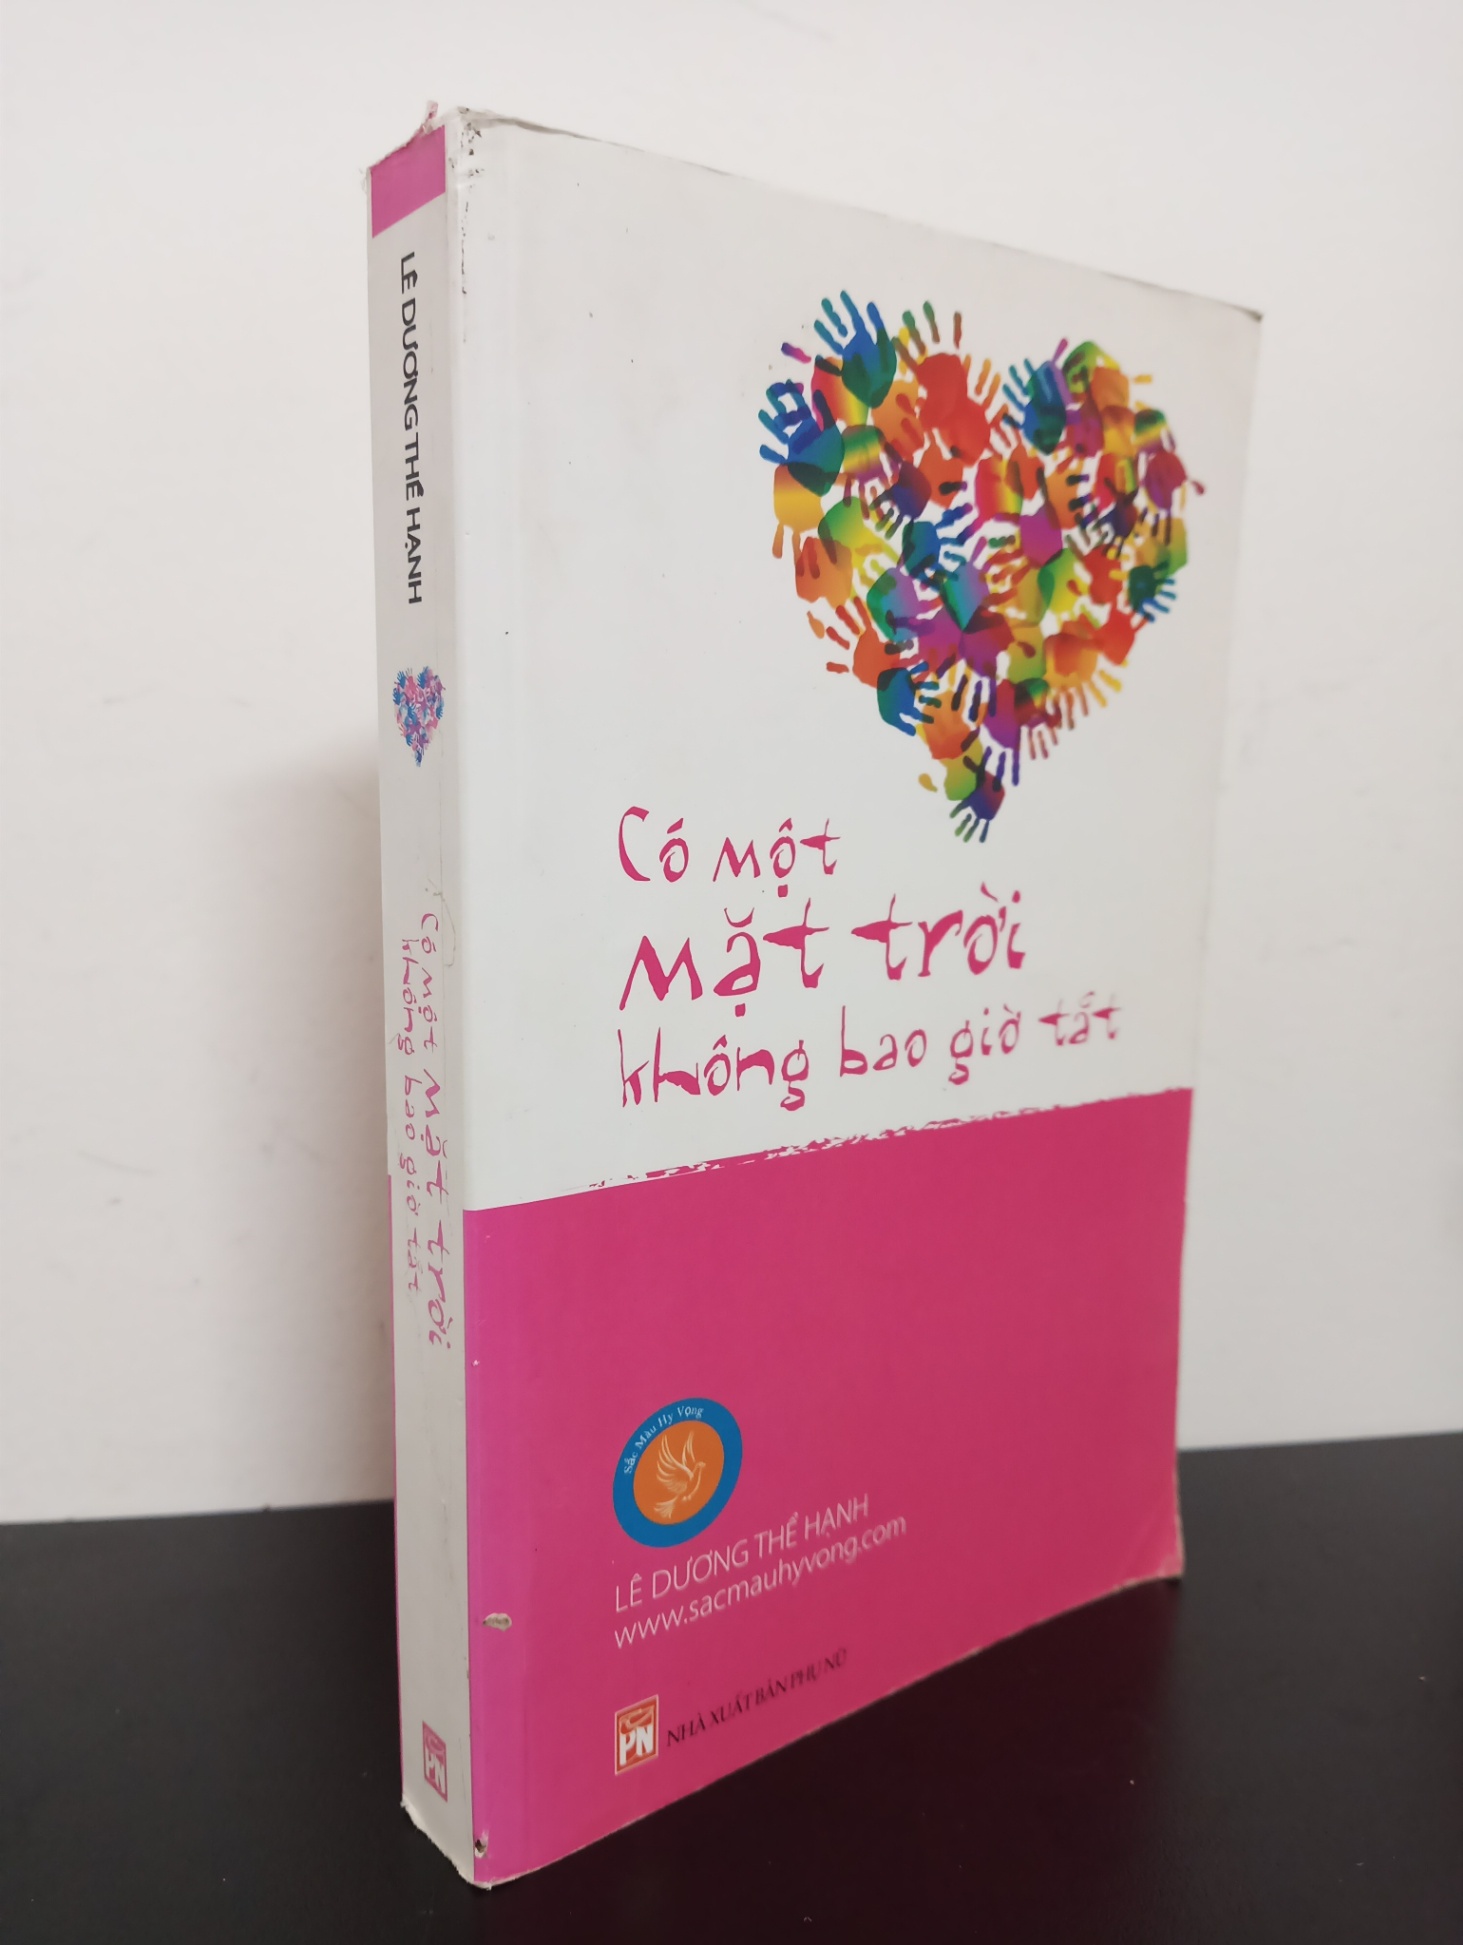 LÊ DƯƠNG THẾ HẠNH
Có một mặt trời
không bao giờ tắt
PN
Có một
mặt trời
không bao giờ tắt
Sắc Màu Hy Vọng
LÊ DƯƠNG THỂ HẠNH
www.sacmauhyvong.com
PN
NHÀ XUẤT BẢN PHỤ NỮ